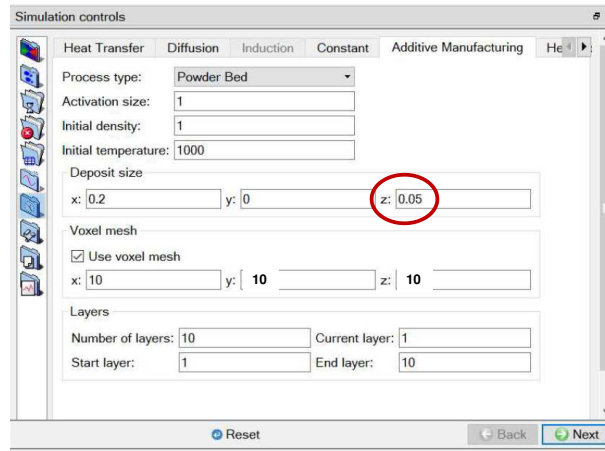 Simulation controls
Heat Transfer Diffusion Induction Constant Additive Manufacturing He
Process type: Powder Bed
Activation size: 1
Initial density: 1
Initial temperature: 1000
Deposit size
x: 0.2 y: 0 z: 0.05
Voxel mesh
Use voxel mesh
x: 10 y: 10 z: 10
Layers
Number of layers: 10 Current layer: 1
Start layer: 1 End layer: 10
Reset Back Next